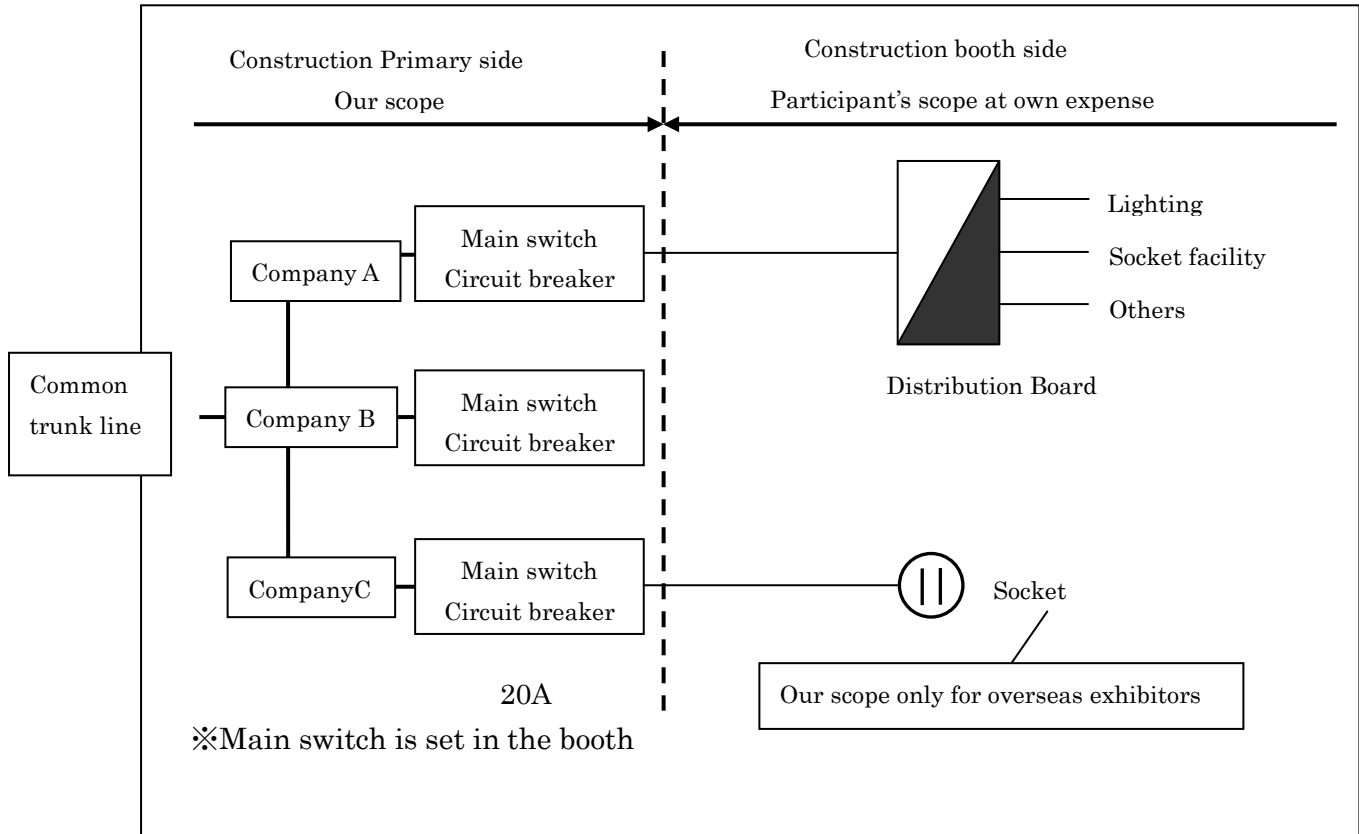 Construction Primary side
Our scope
Construction booth side
Participant's scope at own expense
Common
trunk line
Company A
Main switch
Circuit breaker
Lighting
Socket facility
Others
Distribution Board
Company B
Main switch
Circuit breaker
CompanyC
Main switch
Circuit breaker
Socket
Our scope only for overseas exhibitors
20A
※Main switch is set in the booth